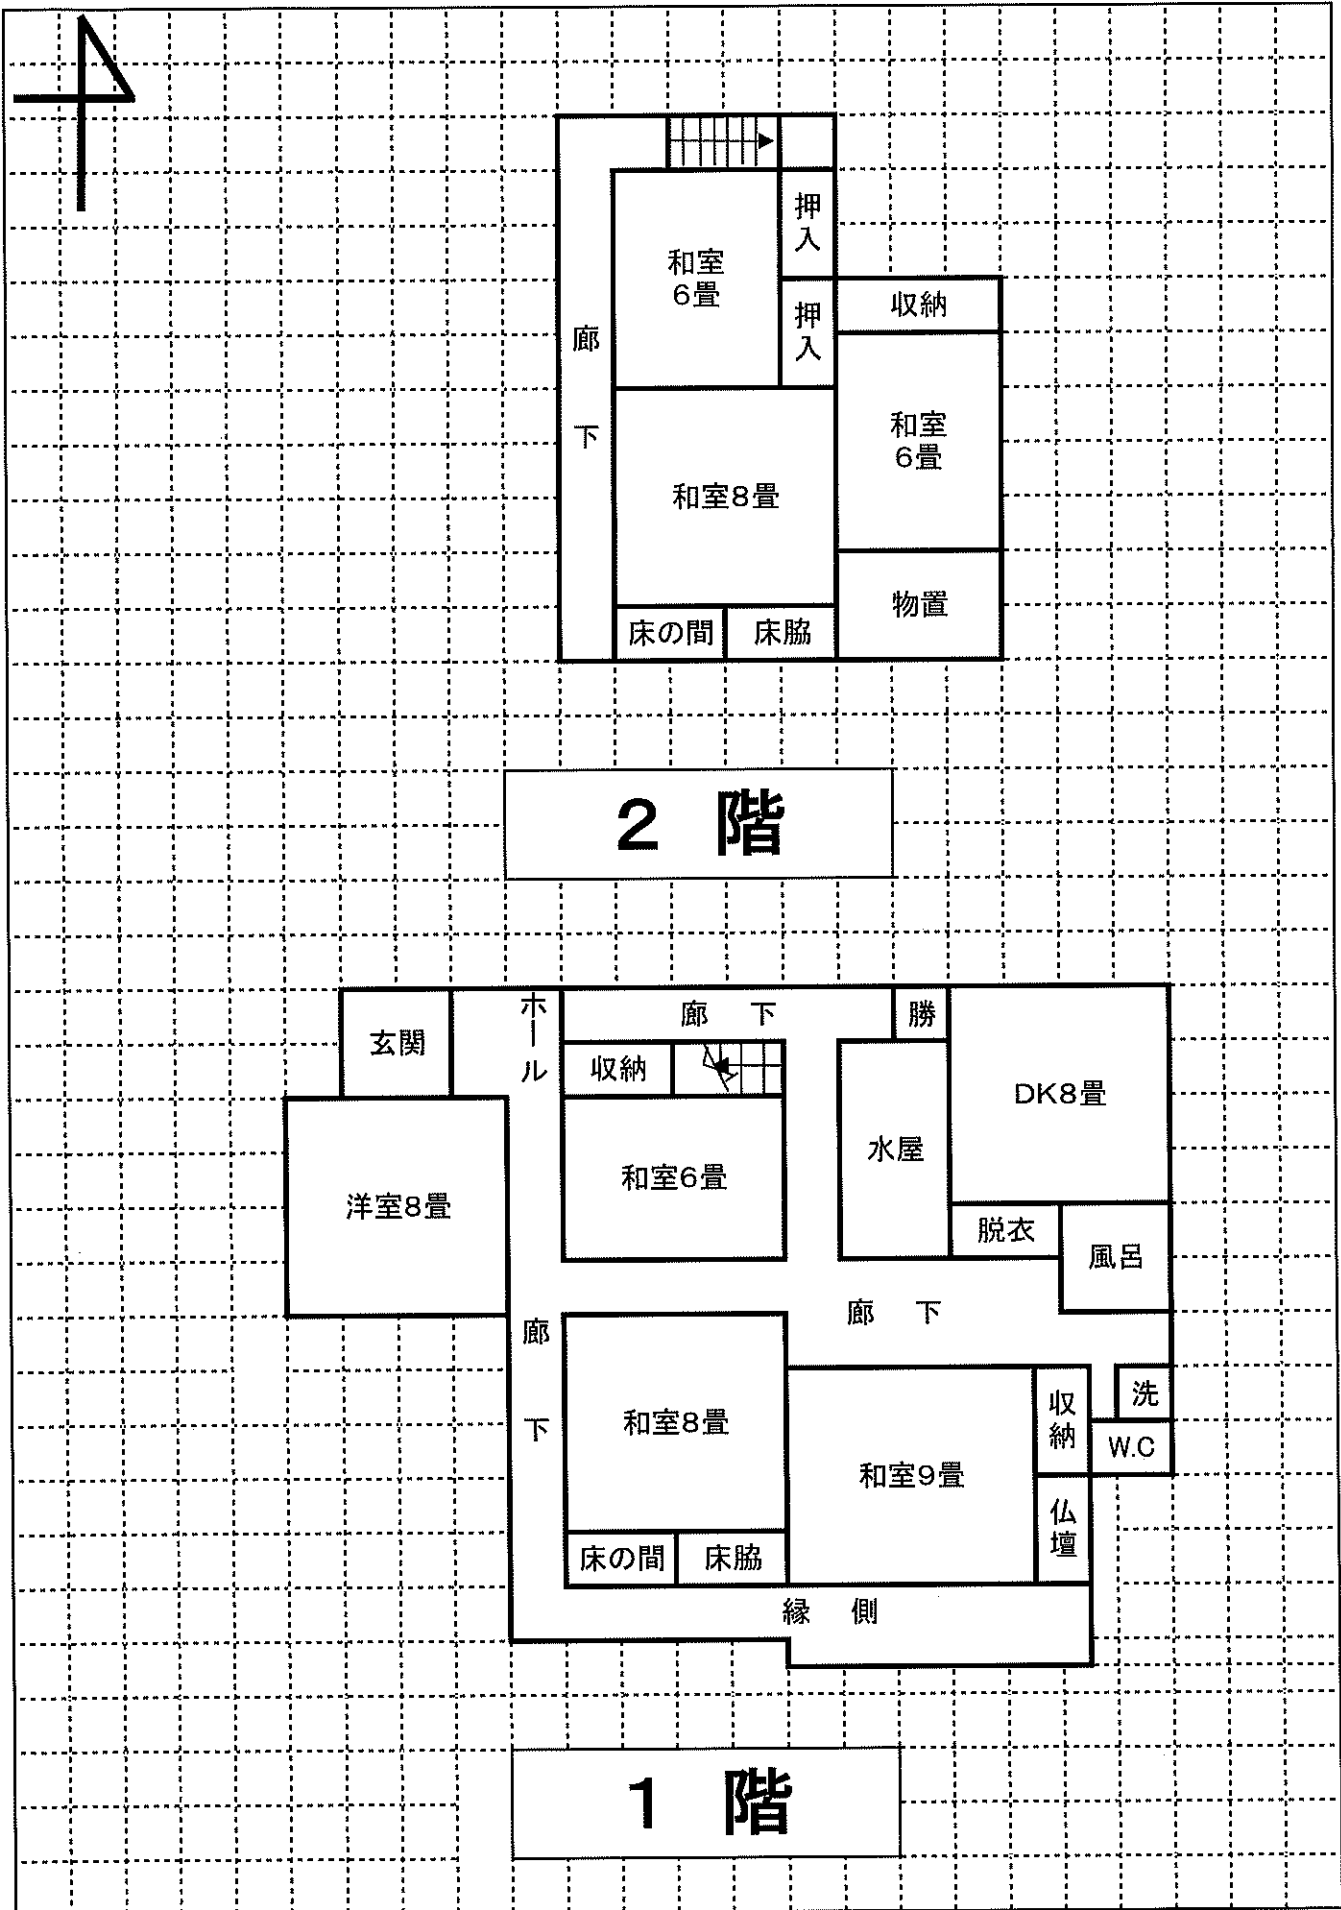 押入
和室
6畳
収納
押入
廊下
和室
6畳
和室8畳
物置
床の間
床脇
2 階
ホール
廊 下
勝
玄関
収納
DK8畳
水屋
和室6畳
洋室8畳
脱衣
風呂
廊 下
廊下
洗
収納
和室8畳
W.C
和室9畳
仏壇
床の間
床脇
縁 側
1 階